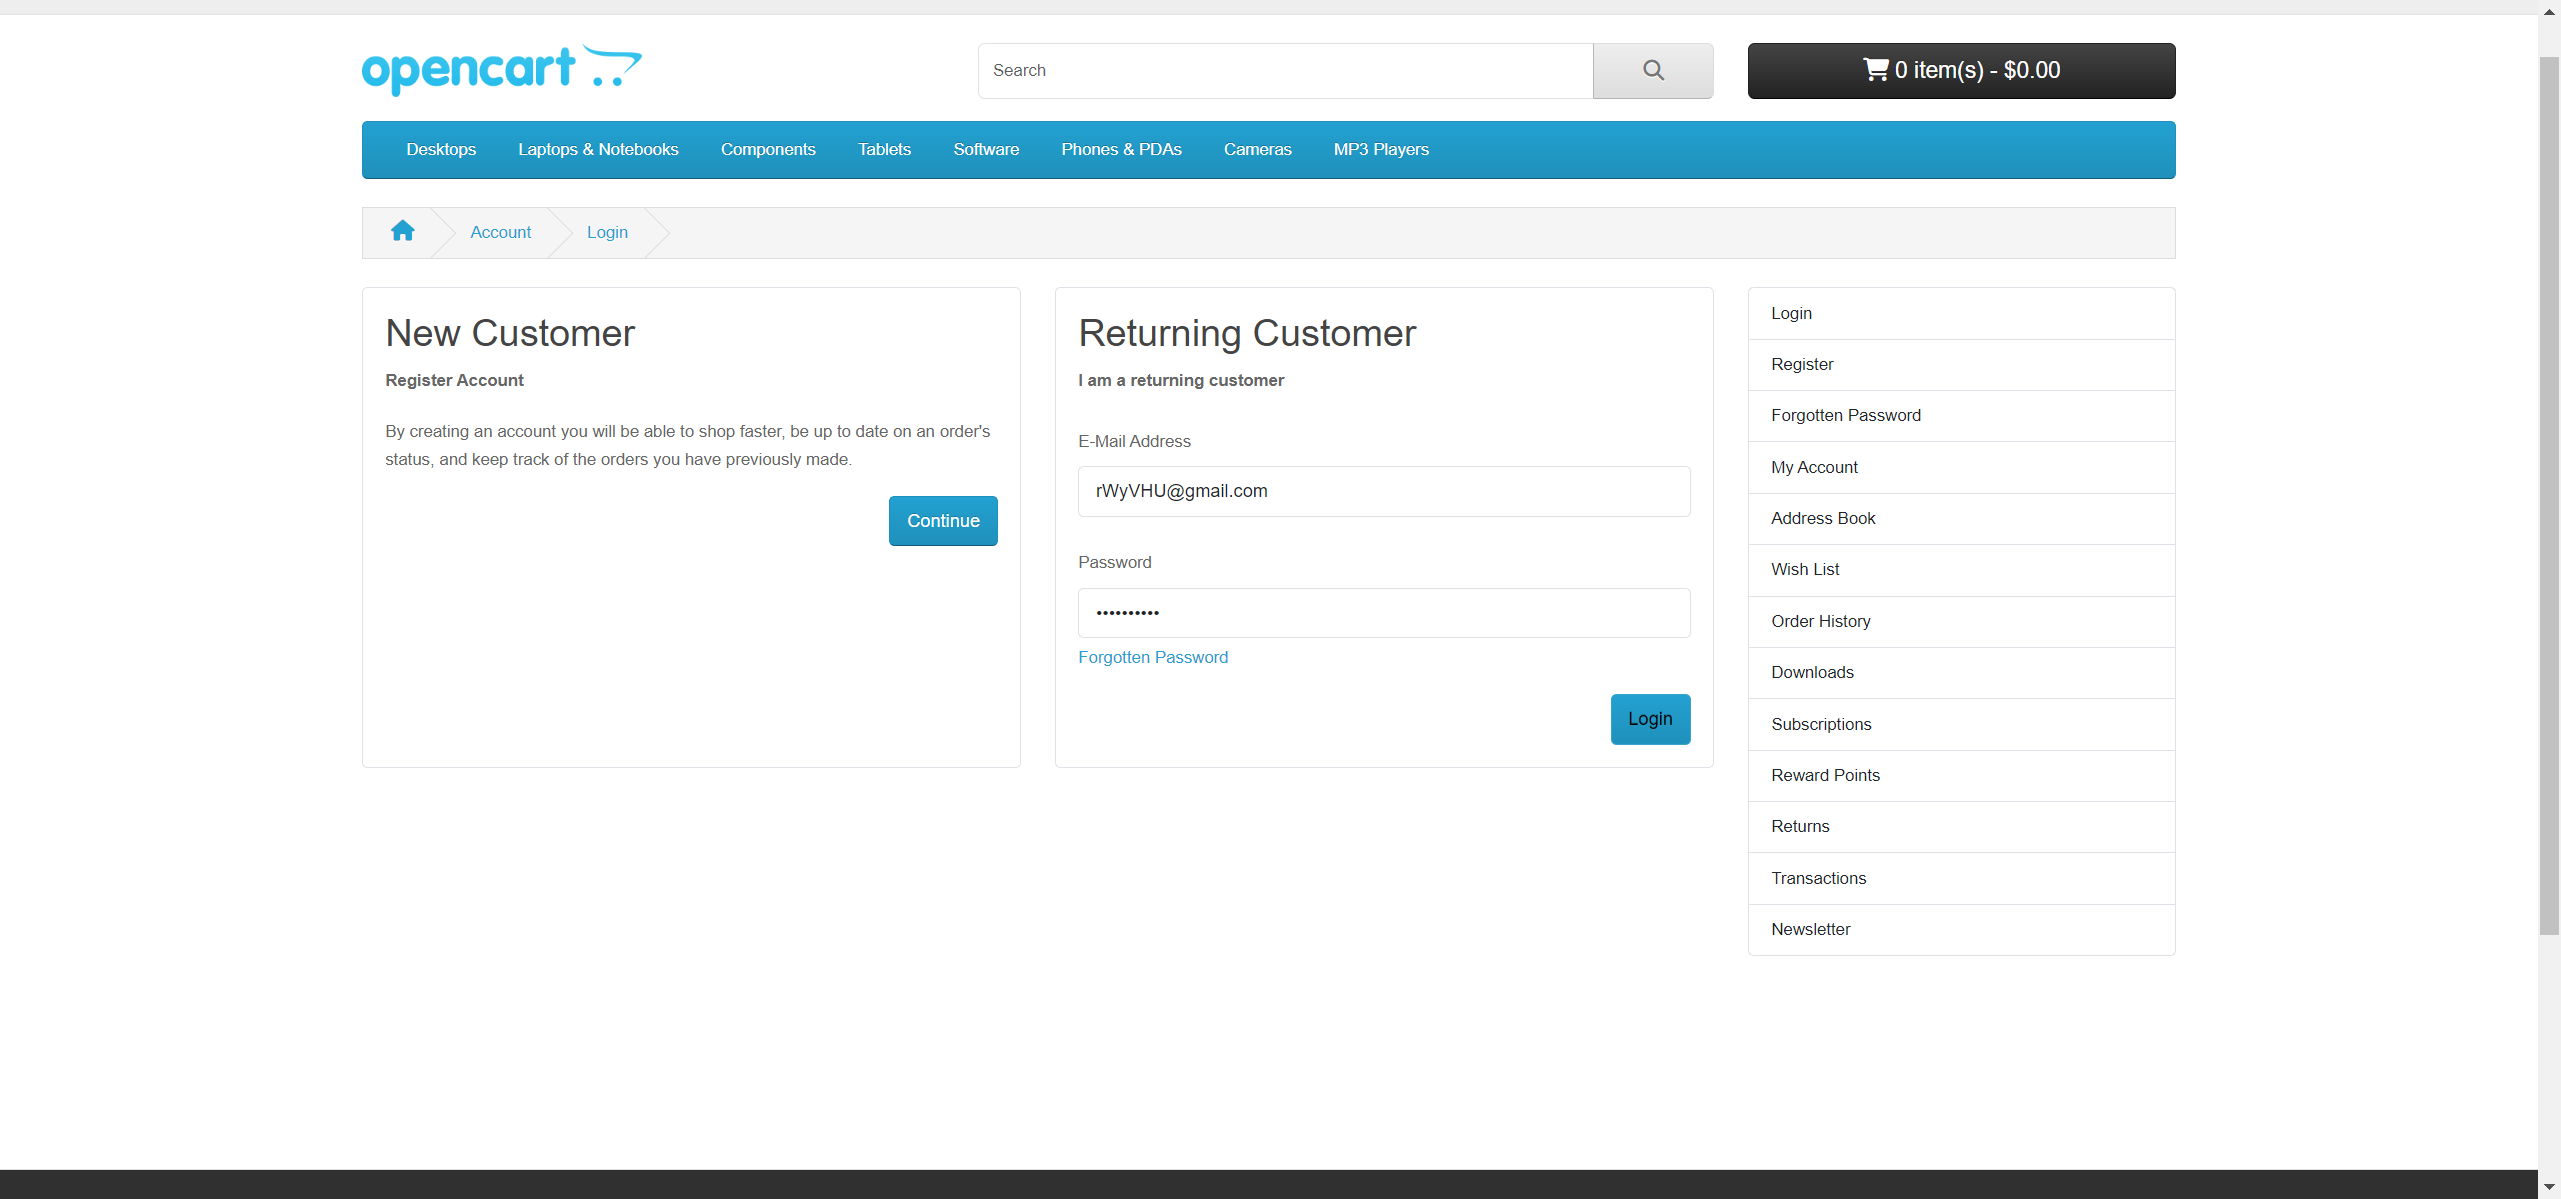 opencart
Search
0 item(s) - $0.00
Desktops
Laptops & Notebooks
Components
Tablets
Software
Phones & PDAs
Cameras
MP3 Players
Account
Login
New Customer
Register Account
By creating an account you will be able to shop faster, be up to date on an order's
status, and keep track of the orders you have previously made.
Continue
Returning Customer
I am a returning customer
E-Mail Address
rWyVHU@gmail.com
Password
••••••••••
Forgotten Password
Login
Login
Register
Forgotten Password
My Account
Address Book
Wish List
Order History
Downloads
Subscriptions
Reward Points
Returns
Transactions
Newsletter